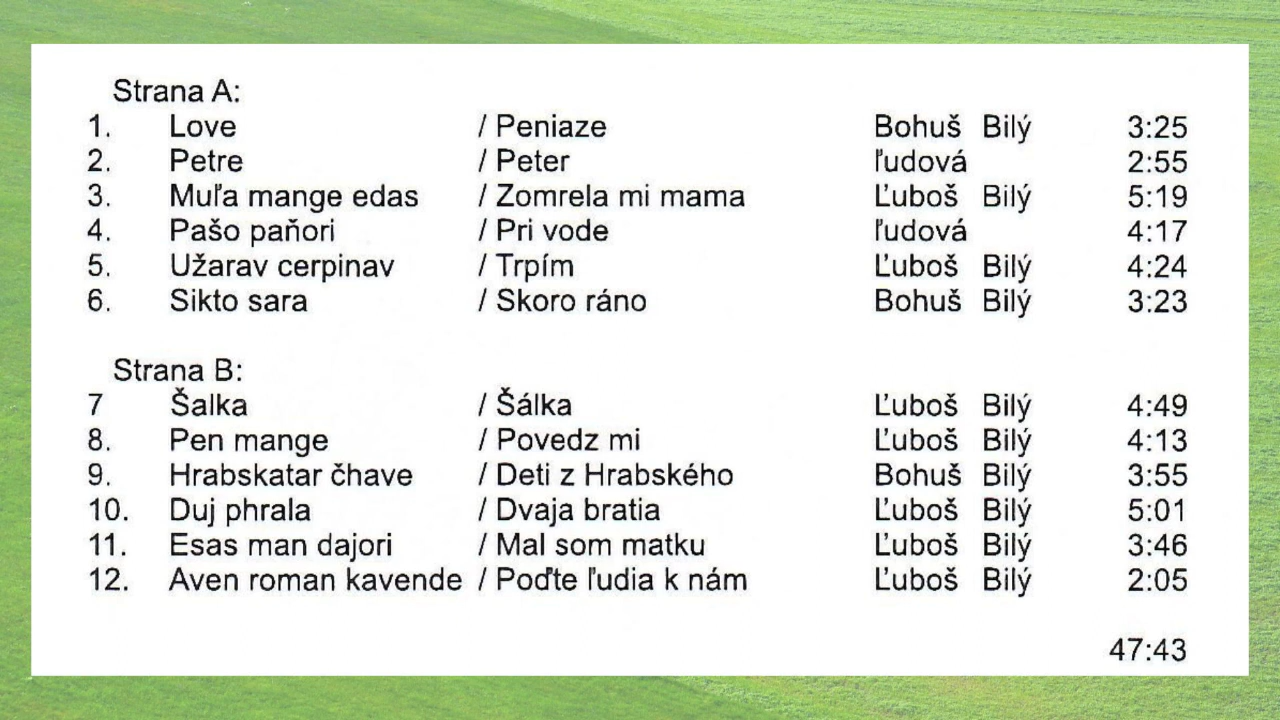 Strana A:
1. Love / Peniaze Bohuš Bilý 3:25
2. Petre / Peter ľudová 2:55
3. Muľa mange edas / Zomrela mi mama Ľuboš Bilý 5:19
4. Pašo paňori / Pri vode ľudová 4:17
5. Užarav cerpinav / Trpím Ľuboš Bilý 4:24
6. Sikto sara / Skoro ráno Bohuš Bilý 3:23
Strana B:
7 Šalka / Šálka Ľuboš Bilý 4:49
8. Pen mange / Povedz mi Ľuboš Bilý 4:13
9. Hrabskatar čhave / Deti z Hrabského Bohuš Bilý 3:55
10. Duj phrala / Dvaja bratia Ľuboš Bilý 5:01
11. Esas man dajori / Mal som matku Ľuboš Bilý 3:46
12. Aven roman kavende / Poďte ľudia k nám Ľuboš Bilý 2:05
47:43